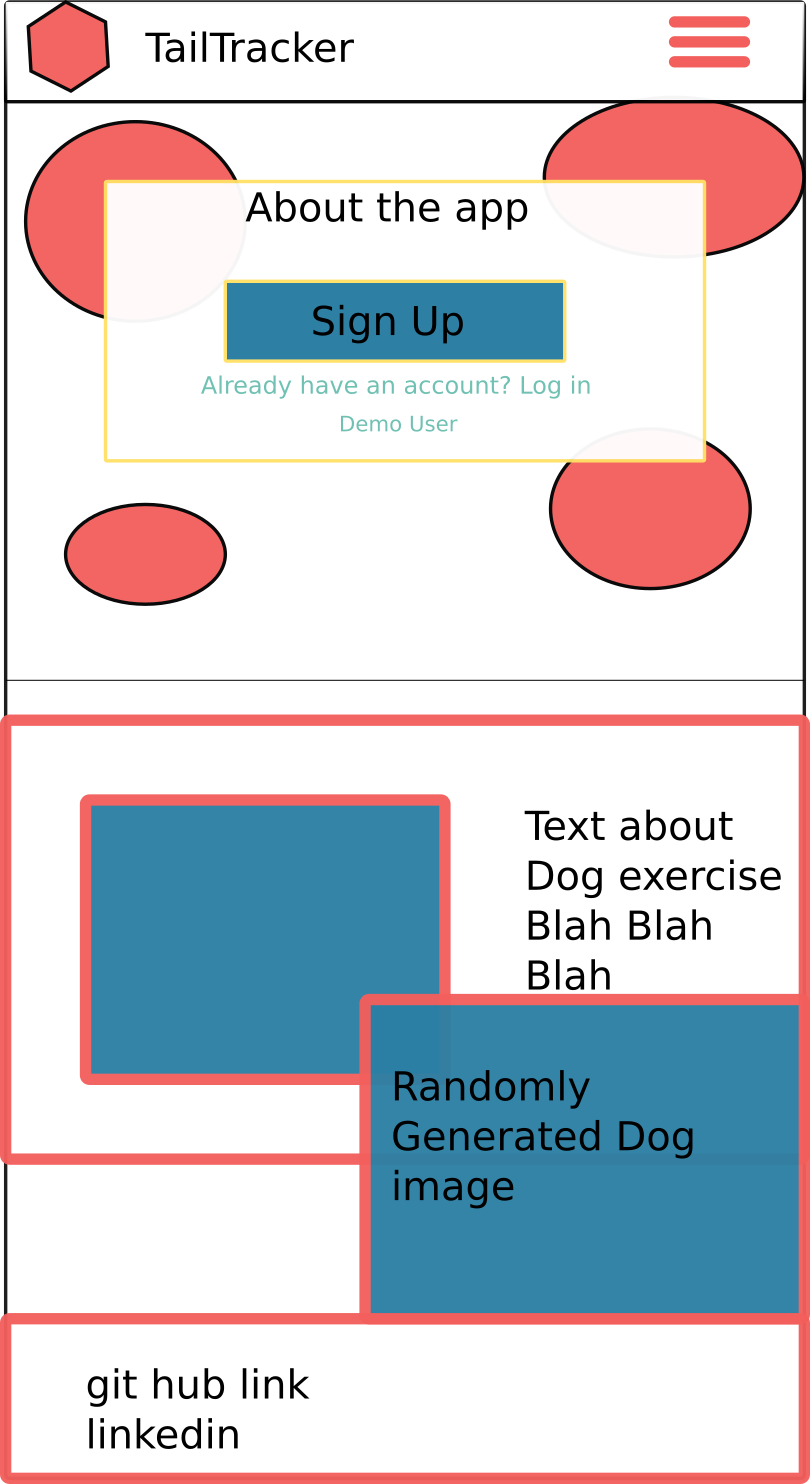 TailTracker
About the app
Sign Up
Already have an account? Log in
Demo User
Text about
Dog exercise
Blah Blah
Blah
Randomly
Generated Dog
image
git hub link
linkedin